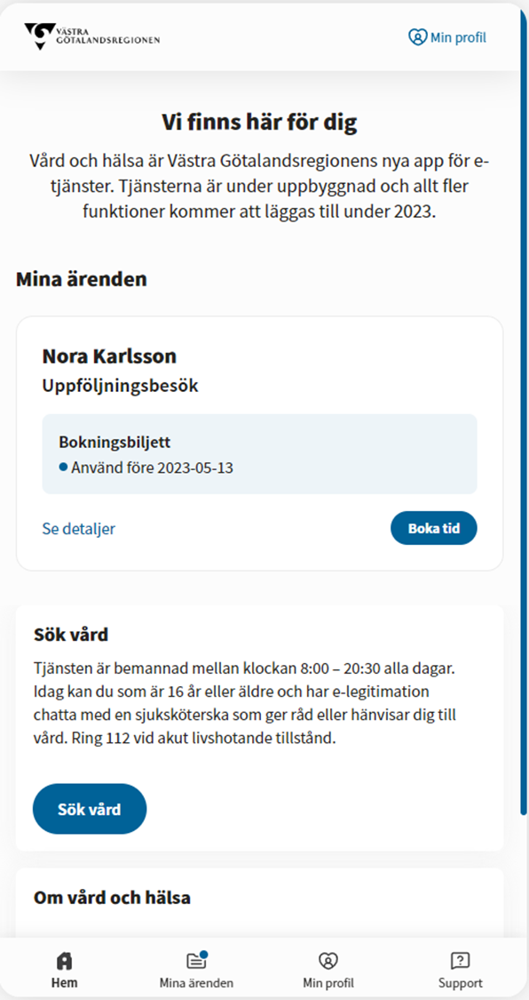 VÄSTRA
GÖTALANDSREGIONEN
Min profil
Vi finns här för dig
Vård och hälsa är Västra Götalandsregionens nya app för e-
tjänster. Tjänsterna är under uppbyggnad och allt fler
funktioner kommer att läggas till under 2023.
Mina ärenden
Nora Karlsson
Uppföljningsbesök
Bokningsbiljett
Använd före 2023-05-13
Se detaljer
Boka tid
Sök vård
Tjänsten är bemannad mellan klockan 8:00 – 20:30 alla dagar.
Idag kan du som är 16 år eller äldre och har e-legitimation
chatta med en sjuksköterska som ger råd eller hänvisar dig till
vård. Ring 112 vid akut livshotande tillstånd.
Sök vård
Om vård och hälsa
Hem
Mina ärenden
Min profil
Support